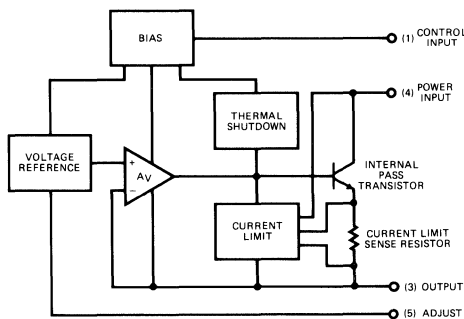 BIAS
(1) CONTROL
INPUT
(4) POWER
INPUT
THERMAL
SHUTDOWN
VOLTAGE
REFERENCE
+
AV
−
INTERNAL
PASS
TRANSISTOR
CURRENT
LIMIT
CURRENT LIMIT
SENSE RESISTOR
(3) OUTPUT
(5) ADJUST